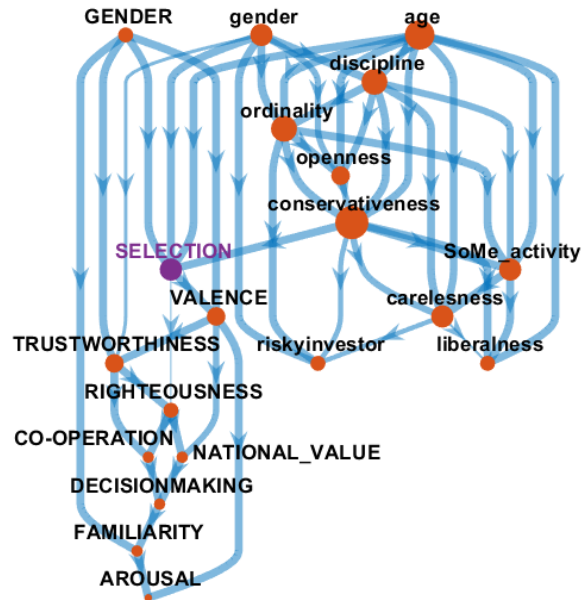 GENDER gender age
discipline
ordinality
openness
conservativeness
SELECTION SoMe_activity
VALENCE carelesness
TRUSTWORTHINESS riskyinvestor liberalness
RIGHTEOUSNESS
CO-OPERATION
NATIONAL_VALUE
DECISIONMAKING
FAMILIARITY
AROUSAL